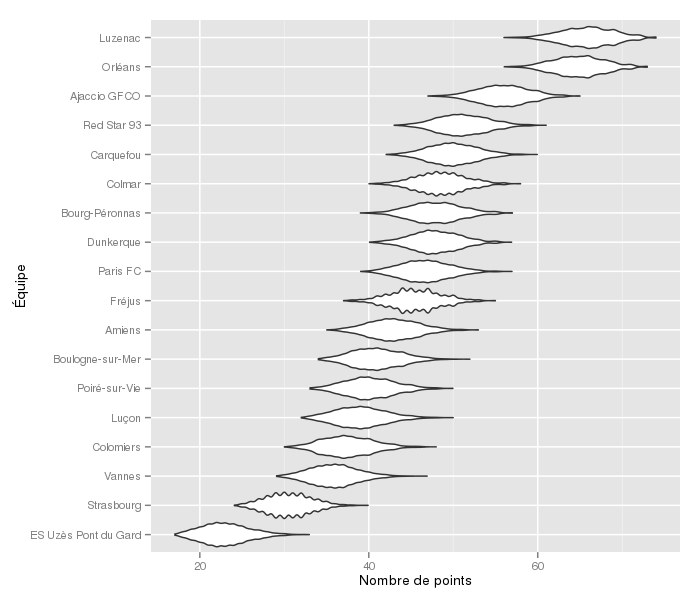 Équipe
Luzenac
Orléans
Ajaccio GFCO
Red Star 93
Carquefou
Colmar
Bourg-Péronnas
Dunkerque
Paris FC
Fréjus
Amiens
Boulogne-sur-Mer
Poiré-sur-Vie
Luçon
Colomiers
Vannes
Strasbourg
ES Uzès Pont du Gard
20 40 60
Nombre de points